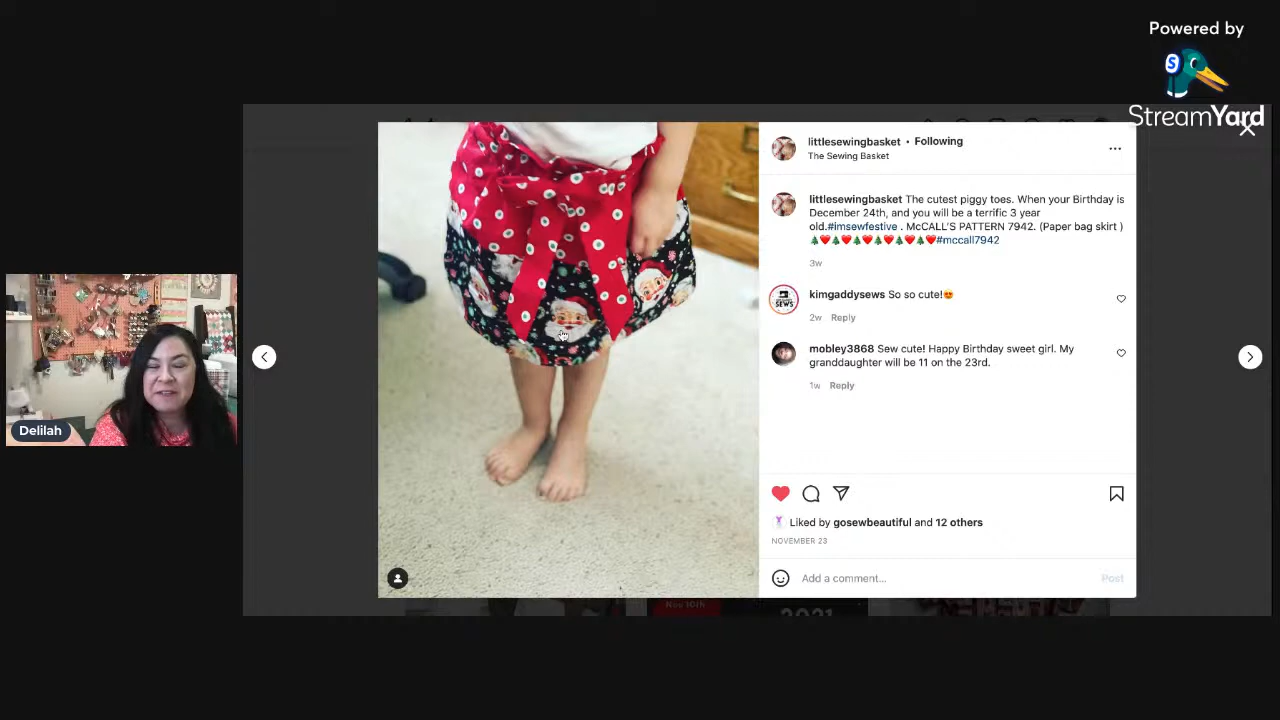 Powered by
S
StreamYard
littlesewingbasket • Following
The Sewing Basket
littlesewingbasket The cutest piggy toes. When your Birthday is
December 24th, and you will be a terrific 3 year
old.#imsewfestive . McCALL'S PATTERN 7942. (Paper bag skirt )
🎄❤️🎄❤️🎄❤️🎄❤️🎄❤️🎄❤️#mccall7942
3w
SEWS
kimgaddysews So so cute!😍
2w Reply
mobley3868 Sew cute! Happy Birthday sweet girl. My
granddaughter will be 11 on the 23rd.
1w Reply
Delilah
Liked by gosewbeautiful and 12 others
NOVEMBER 23
Add a comment...
Post
2021